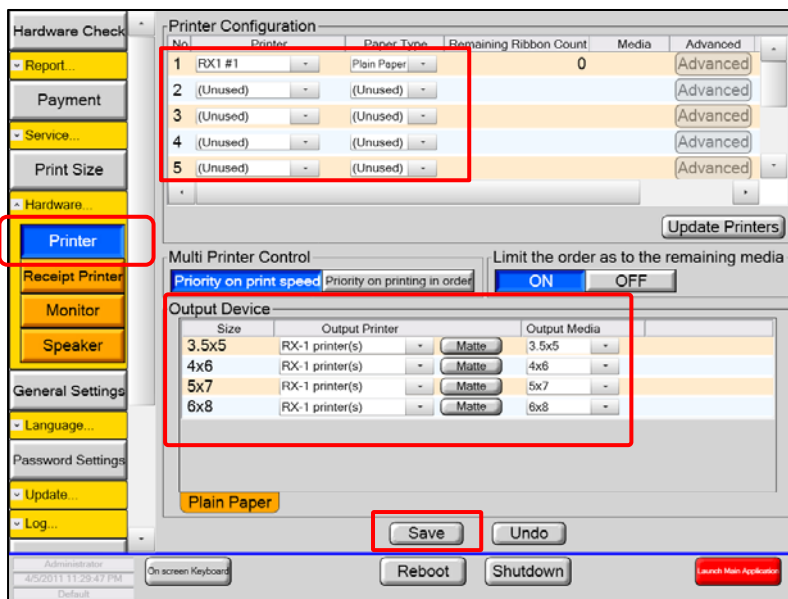 Hardware Check
Report...
Payment
Service...
Print Size
Hardware...
Printer
Receipt Printer
Monitor
Speaker
General Settings
Language...
Password Settings
Update...
Log...
Printer Configuration
No Printer Paper Type Remaining Ribbon Count Media Advanced
1 RX1 #1 Plain Paper 0 Advanced
2 (Unused) (Unused) Advanced
3 (Unused) (Unused) Advanced
4 (Unused) (Unused) Advanced
5 (Unused) (Unused) Advanced
Update Printers
Multi Printer Control
Priority on print speed Priority on printing in order
Limit the order as to the remaining media
ON OFF
Output Device
Size Output Printer Output Media
3.5x5 RX-1 printer(s) Matte 3.5x5
4x6 RX-1 printer(s) Matte 4x6
5x7 RX-1 printer(s) Matte 5x7
6x8 RX-1 printer(s) Matte 6x8
Plain Paper
Save Undo
Administrator
4/5/2011 11:29:47 PM
Default
On screen Keyboard
Reboot Shutdown
Launch Main Application